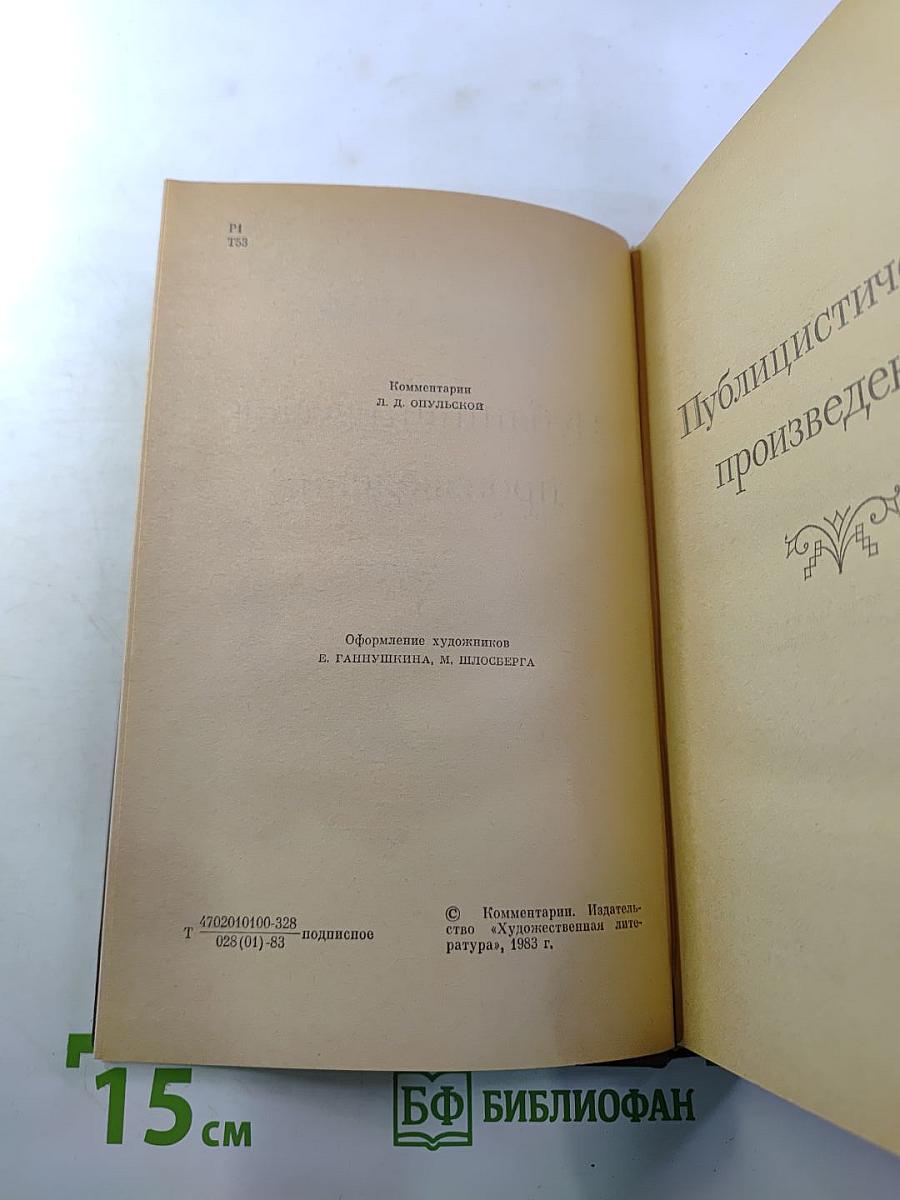 Р1
Т53
Комментарии
Л. Д. ОПУЛЬСКОЙ
Оформление художников
Е. ГАННУШКИНА, М. ШЛОСБЕРГА
Т 4702010100-328 подписное
028(01)-83
© Комментарии. Издатель-
ство «Художественная лите-
ратура», 1983 г.
Публицистиче
произведен
15 см
БФ БИБЛИОФАН